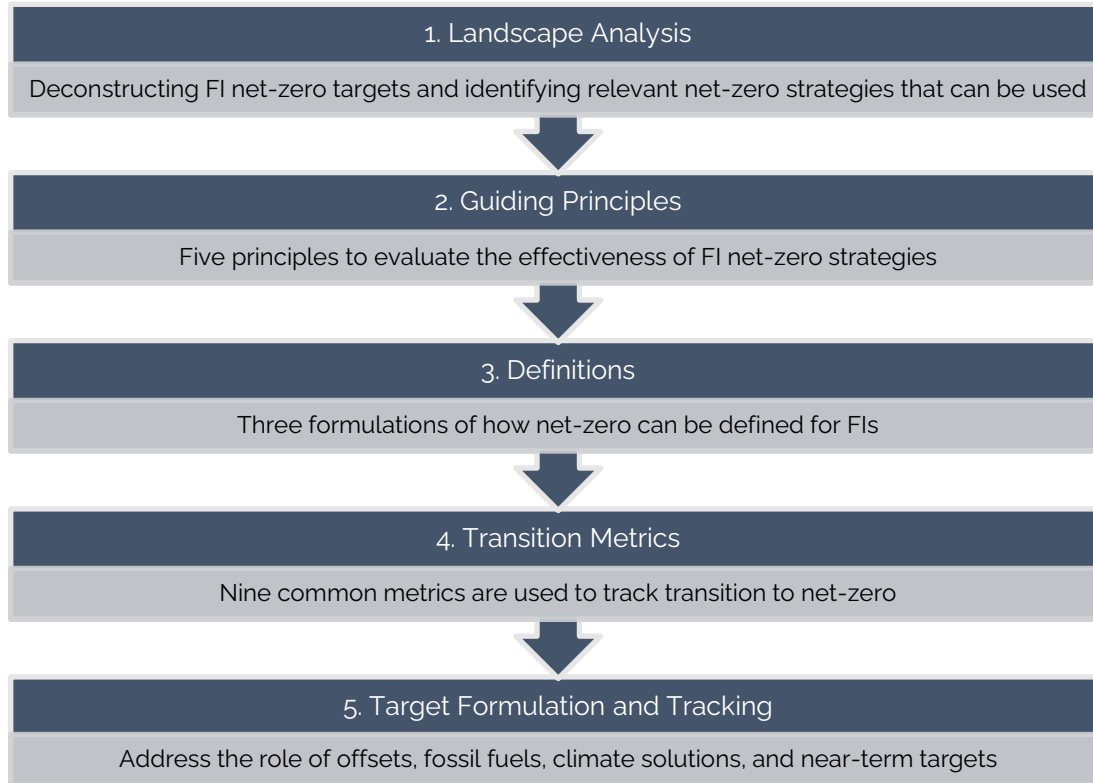 1. Landscape Analysis
Deconstructing FI net-zero targets and identifying relevant net-zero strategies that can be used
2. Guiding Principles
Five principles to evaluate the effectiveness of FI net-zero strategies
3. Definitions
Three formulations of how net-zero can be defined for FIs
4. Transition Metrics
Nine common metrics are used to track transition to net-zero
5. Target Formulation and Tracking
Address the role of offsets, fossil fuels, climate solutions, and near-term targets